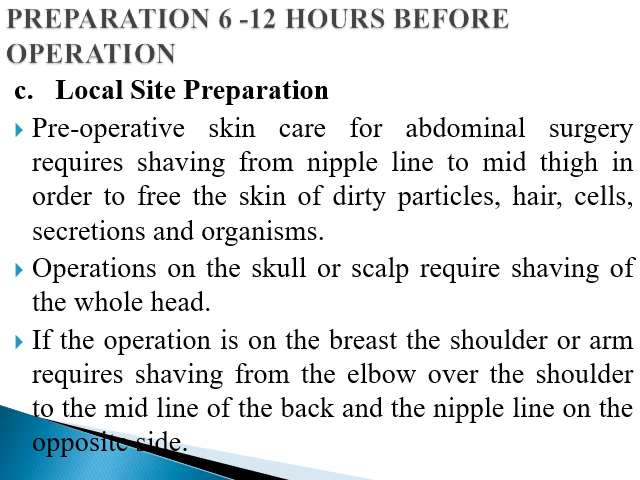 PREPARATION 6 -12 HOURS BEFORE
OPERATION
c. Local Site Preparation
Pre-operative skin care for abdominal surgery
requires shaving from nipple line to mid thigh in
order to free the skin of dirty particles, hair, cells,
secretions and organisms.
Operations on the skull or scalp require shaving of
the whole head.
If the operation is on the breast the shoulder or arm
requires shaving from the elbow over the shoulder
to the mid line of the back and the nipple line on the
opposite side.